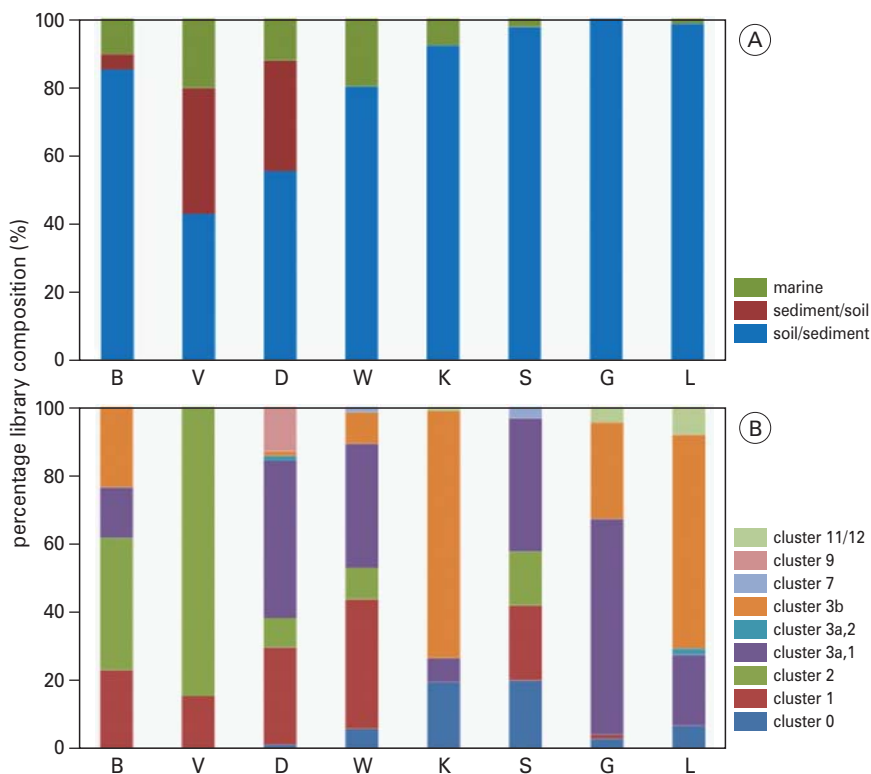 percentage library composition (%)
100
80
60
40
20
0
A
marine
sediment/soil
soil/sediment
B V D W K S G L
100
80
60
40
20
0
B
cluster 11/12
cluster 9
cluster 7
cluster 3b
cluster 3a,2
cluster 3a,1
cluster 2
cluster 1
cluster 0
B V D W K S G L